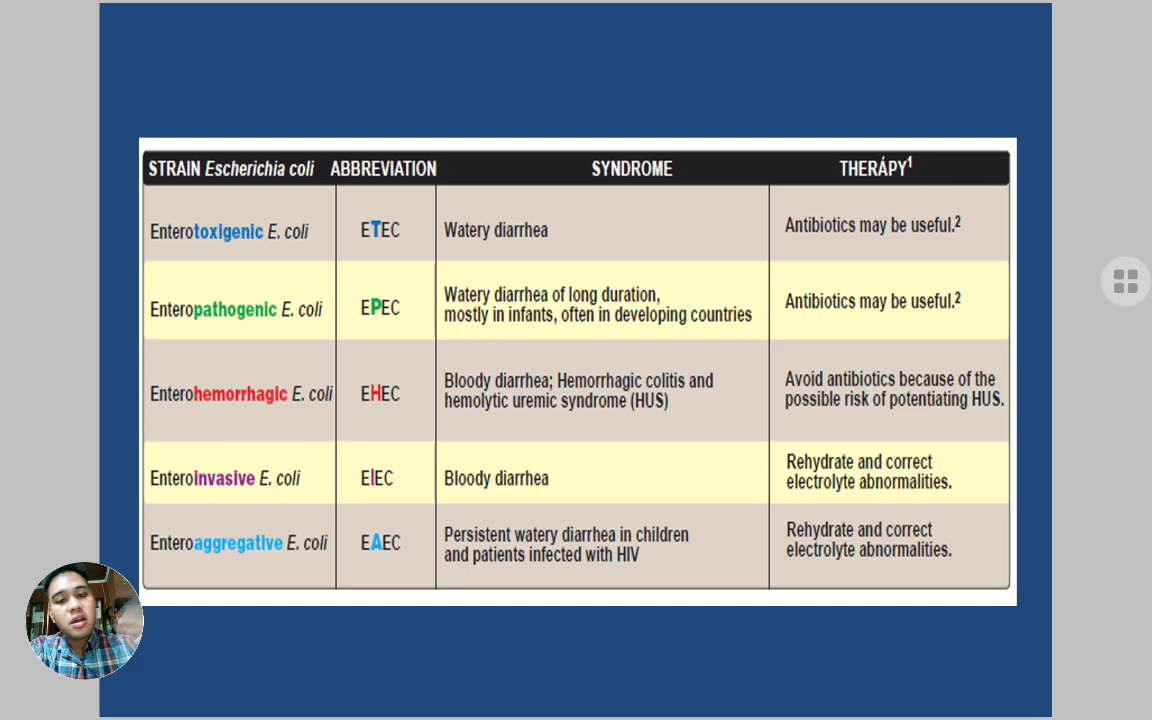 STRAIN Escherichia coli ABBREVIATION SYNDROME THERÁPY1
Enterotoxigenic E. coli ETEC Watery diarrhea Antibiotics may be useful.2
Enteropathogenic E. coli EPEC Watery diarrhea of long duration,
mostly in infants, often in developing countries Antibiotics may be useful.2
Enterohemorrhagic E. coli EHEC Bloody diarrhea; Hemorrhagic colitis and
hemolytic uremic syndrome (HUS) Avoid antibiotics because of the
possible risk of potentiating HUS.
Enteroinvasive E. coli EIEC Bloody diarrhea Rehydrate and correct
electrolyte abnormalities.
Enteroaggregative E. coli EAEC Persistent watery diarrhea in children
and patients infected with HIV Rehydrate and correct
electrolyte abnormalities.